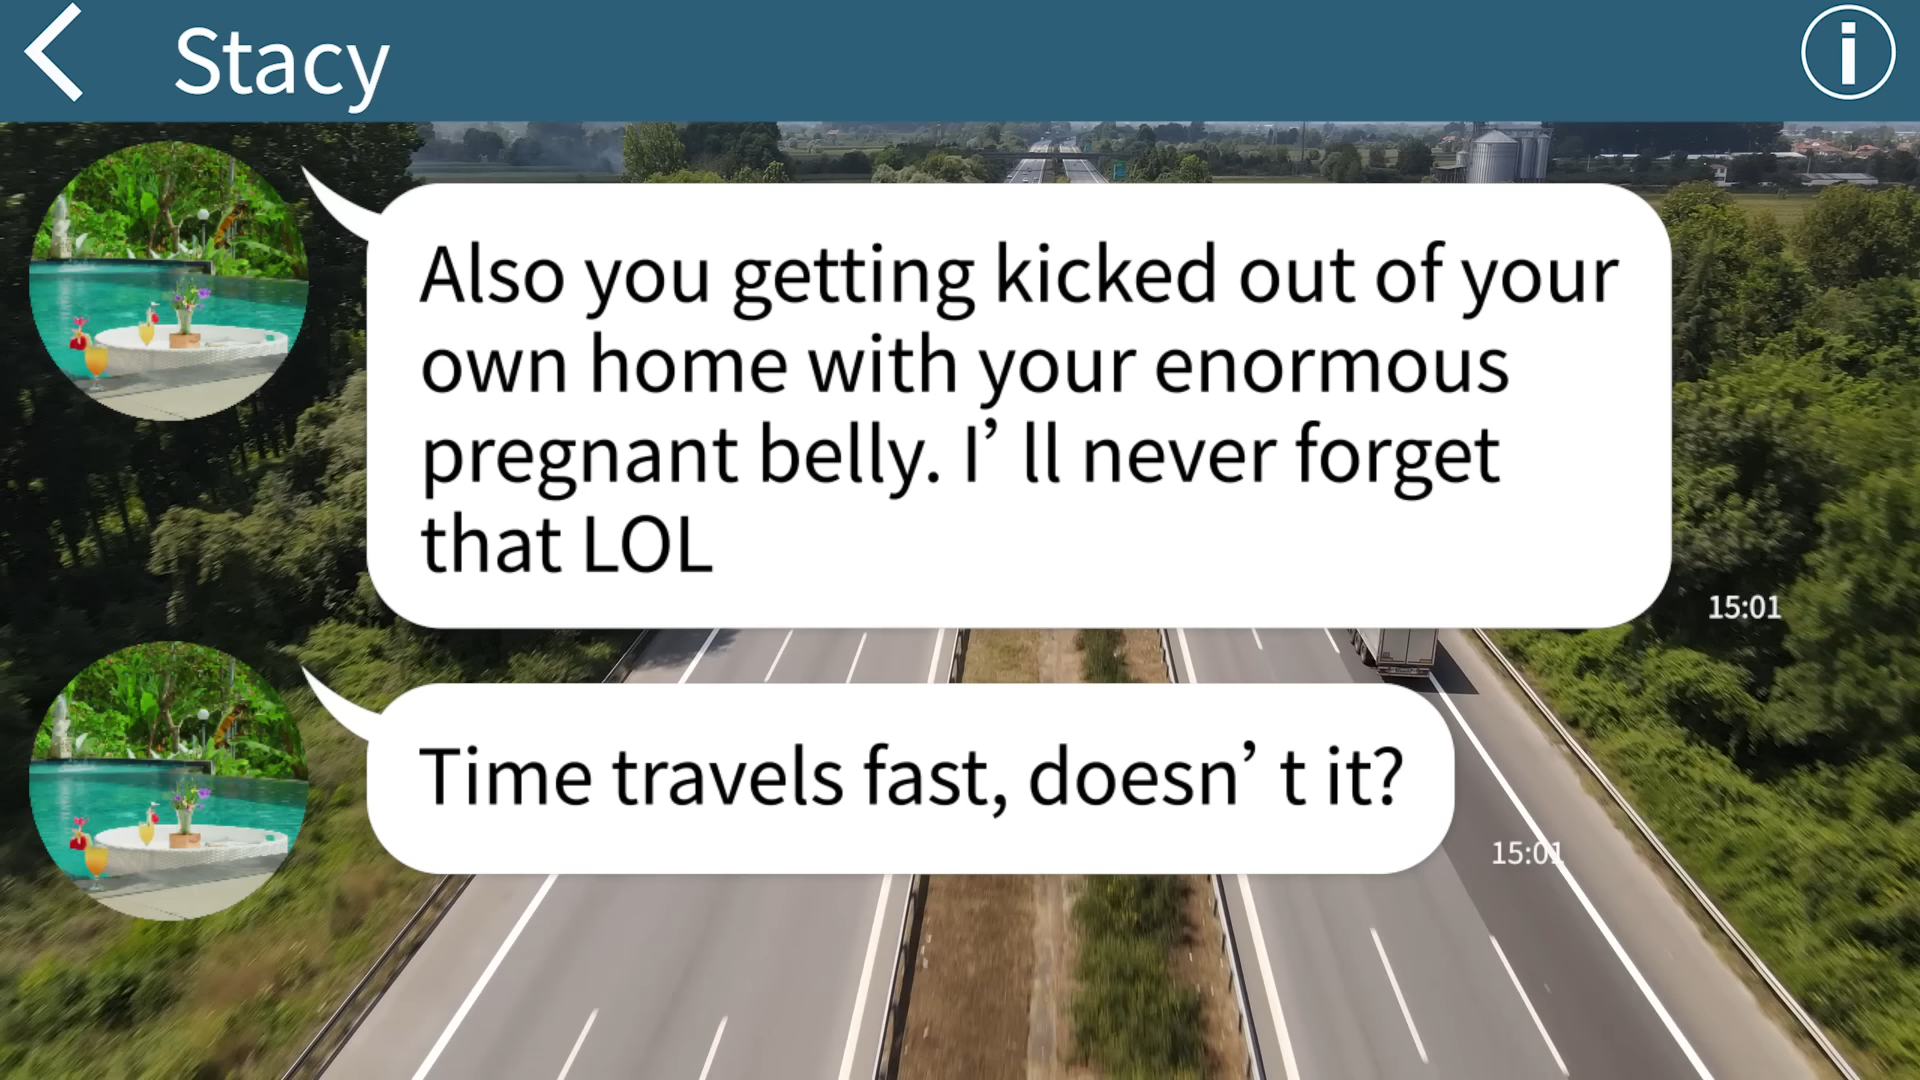 Stacy
Also you getting kicked out of your
own home with your enormous
pregnant belly. I’ ll never forget
that LOL
15:01
Time travels fast, doesn’ t it?
15:01